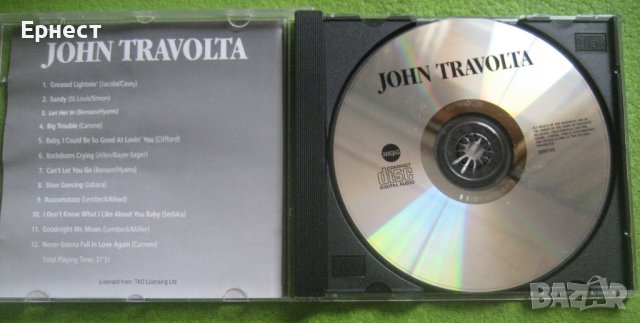 Ернест
JOHN TRAVOLTA
1. Greased Lightnin' (Jacobs/Casey)
2. Sandy (St.Louis/Simon)
3. Let Her In (Benson/Hyams)
4. Big Trouble (Carone)
5. Baby, I Could Be So Good At Lovin' You (Clifford)
6. Backdoors Crying (Allen/Bayer-Sager)
7. Can't Let You Go (Benson/Hyams)
8. Slow Dancing (Jabara)
9. Razzamatazz (Lembeck/Mead)
10. I Don't Know What I Like About You Baby (Sedaka)
11. Goodnight Mr. Moon (Lembeck/Miller)
12. Never Gonna Fall In Love Again (Carmen)
Total Playing Time: 37'31
Licensed from: TKO Licensing Ltd.
JOHN TRAVOLTA
COMPACT
disc
DIGITAL AUDIO
BAZAR
bg